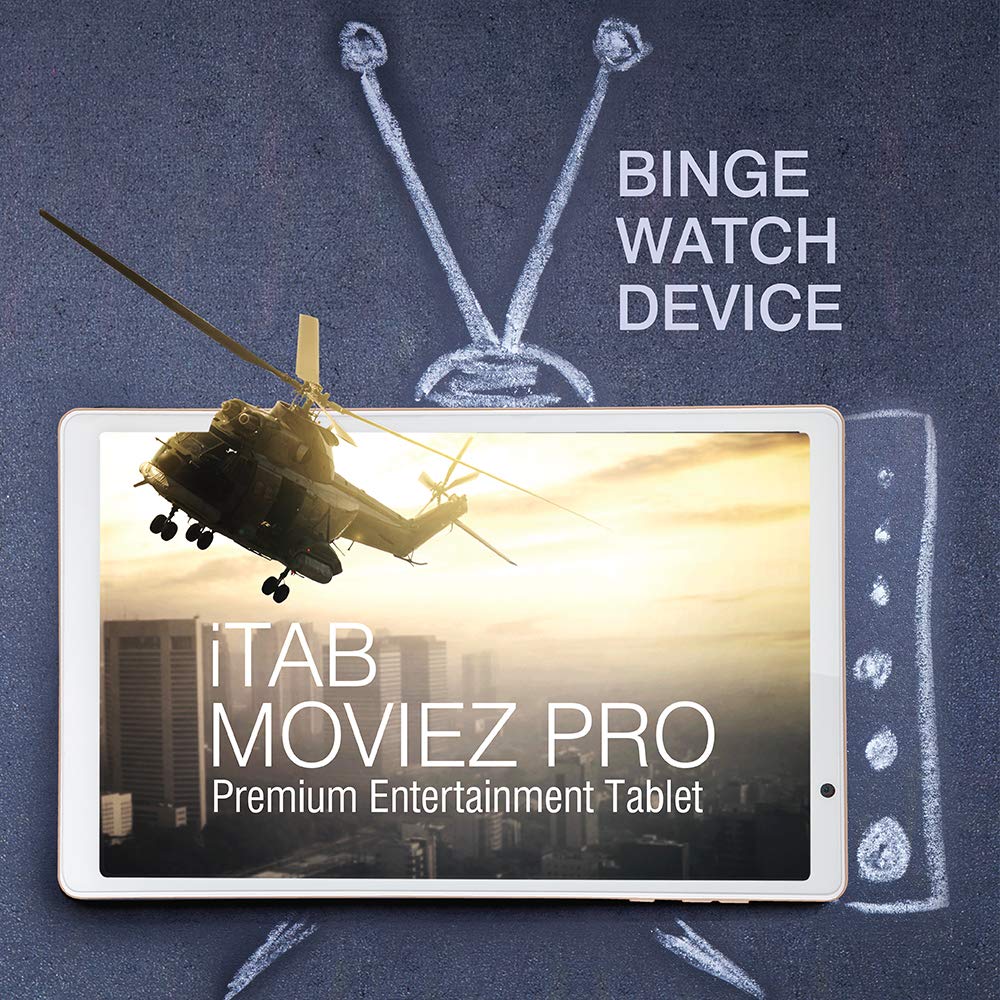 BINGE
WATCH
DEVICE
iTAB
MOVIEZ PRO
Premium Entertainment Tablet